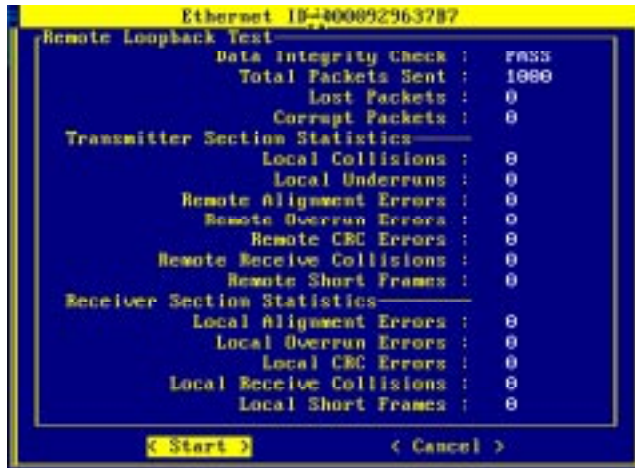 Ethernet ID-0000929637B7
Remote Loopback Test
Data Integrity Check : PASS
Total Packets Sent : 1000
Lost Packets : 0
Corrupt Packets : 0
Transmitter Section Statistics
Local Collisions : 0
Local Underruns : 0
Remote Alignment Errors : 0
Remote Overrun Errors : 0
Remote CRC Errors : 0
Remote Receive Collisions : 0
Remote Short Frames : 0
Receiver Section Statistics
Local Alignment Errors : 0
Local Overrun Errors : 0
Local CRC Errors : 0
Local Receive Collisions : 0
Local Short Frames : 0
< Start > < Cancel >